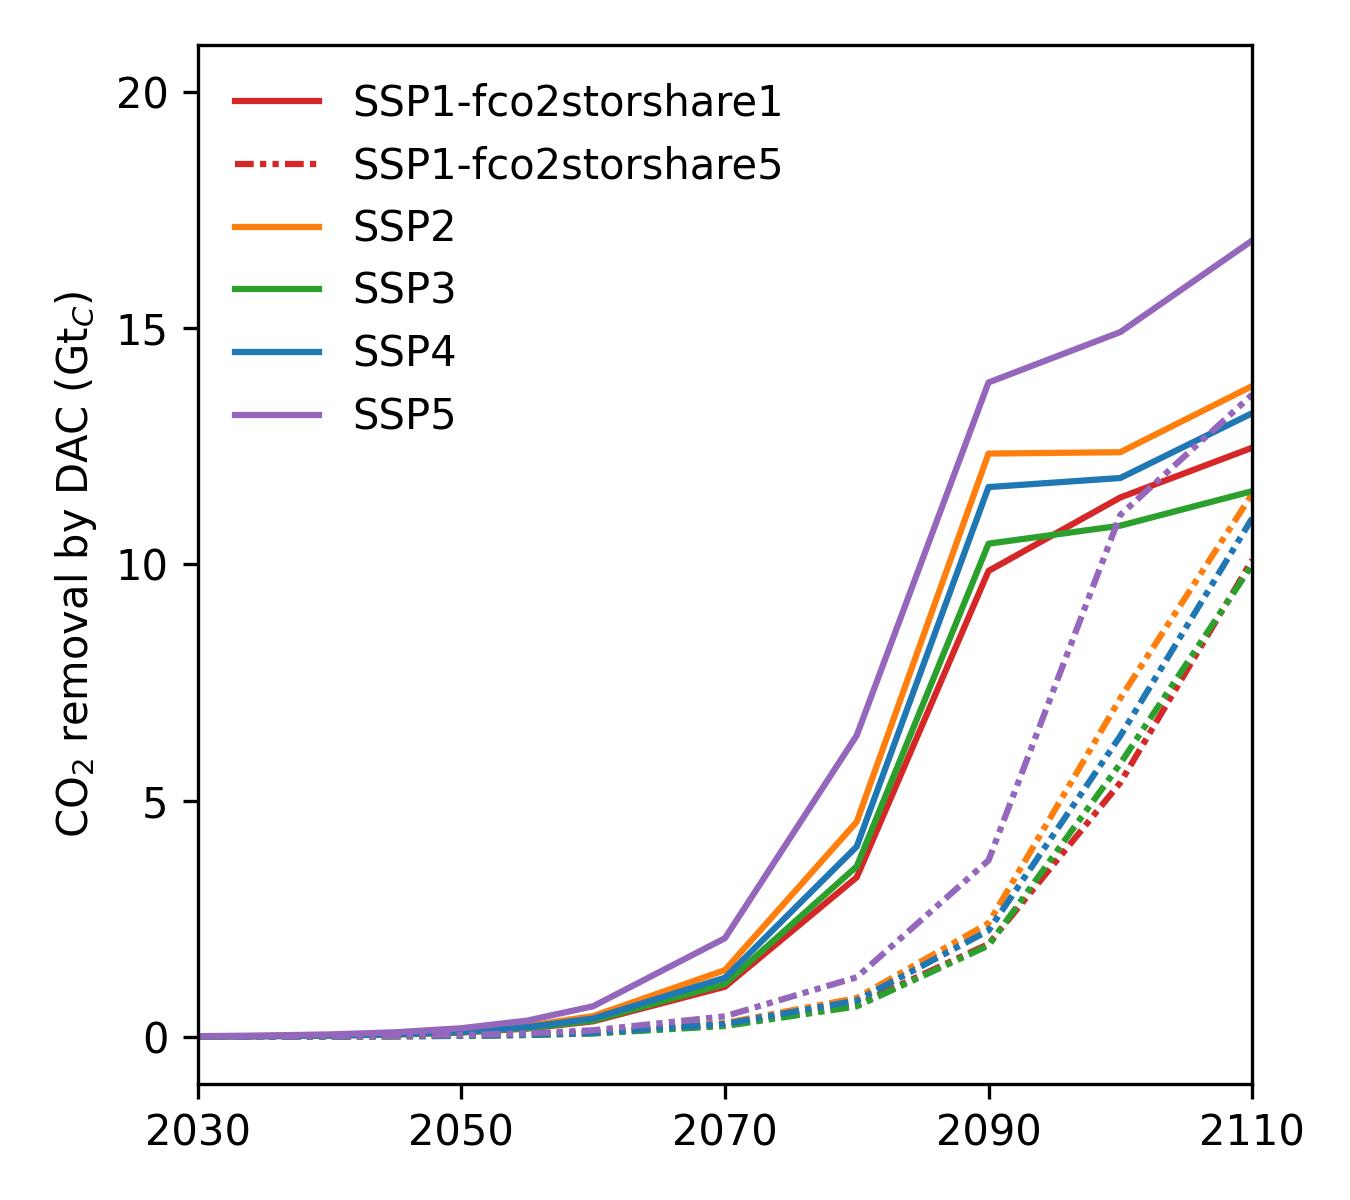 CO₂ removal by DAC (Gt_C)
20
15
10
5
0
SSP1-fco2storshare1
SSP1-fco2storshare5
SSP2
SSP3
SSP4
SSP5
2030 2050 2070 2090 2110